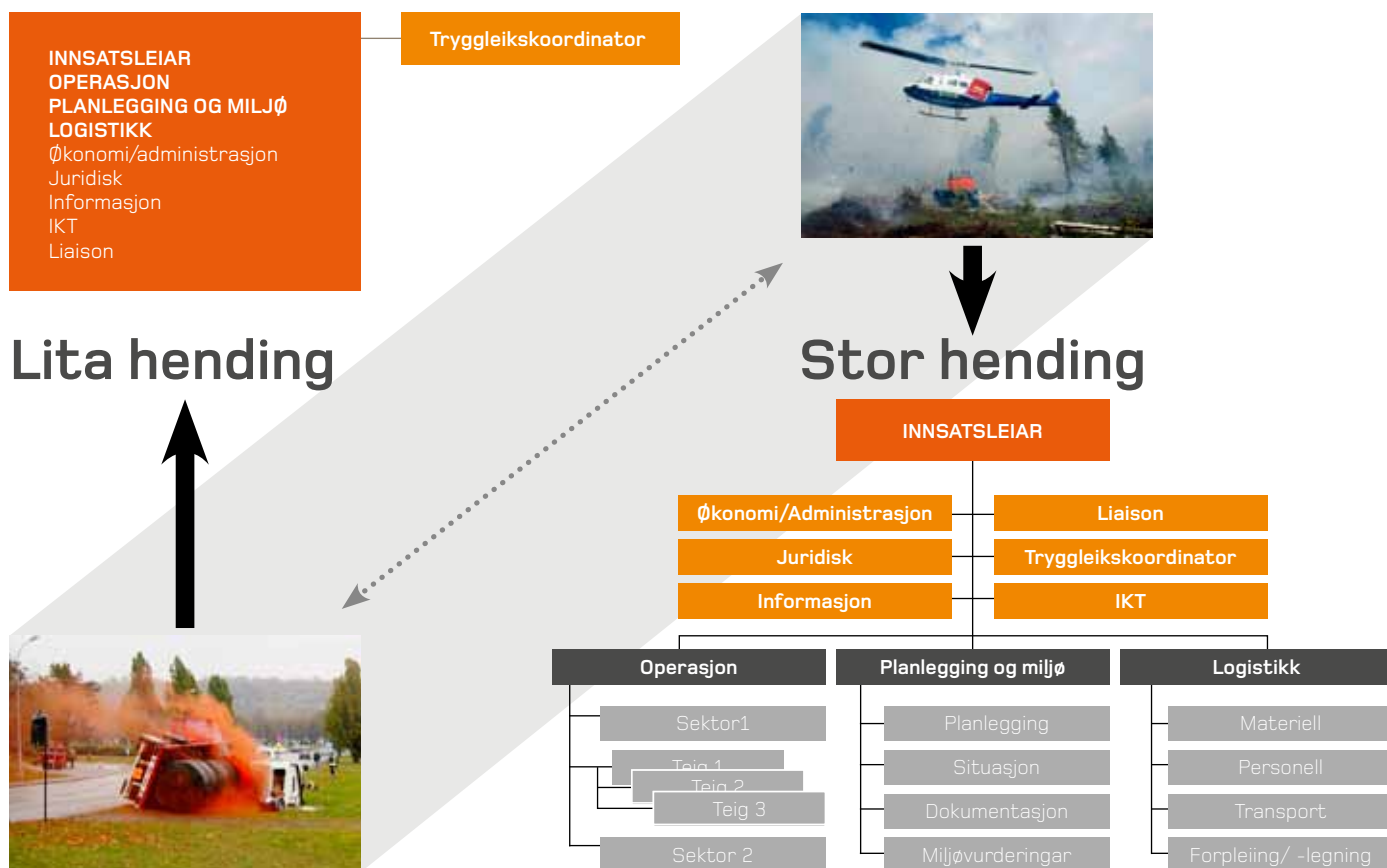 INNSATSLEIAR
OPERASJON
PLANLEGGING OG MILJØ
LOGISTIKK
Økonomi/administrasjon
Juridisk
Informasjon
IKT
Liaison
Tryggleikskoordinator
Lita hending
Stor hending
INNSATSLEIAR
Økonomi/Administrasjon
Liaison
Juridisk
Tryggleikskoordinator
Informasjon
IKT
Operasjon
Sektor1
Teig 1
Teig 2
Teig 3
Sektor 2
Planlegging og miljø
Planlegging
Situasjon
Dokumentasjon
Miljøvurderingar
Logistikk
Materiell
Personell
Transport
Forpleiing/ -legning